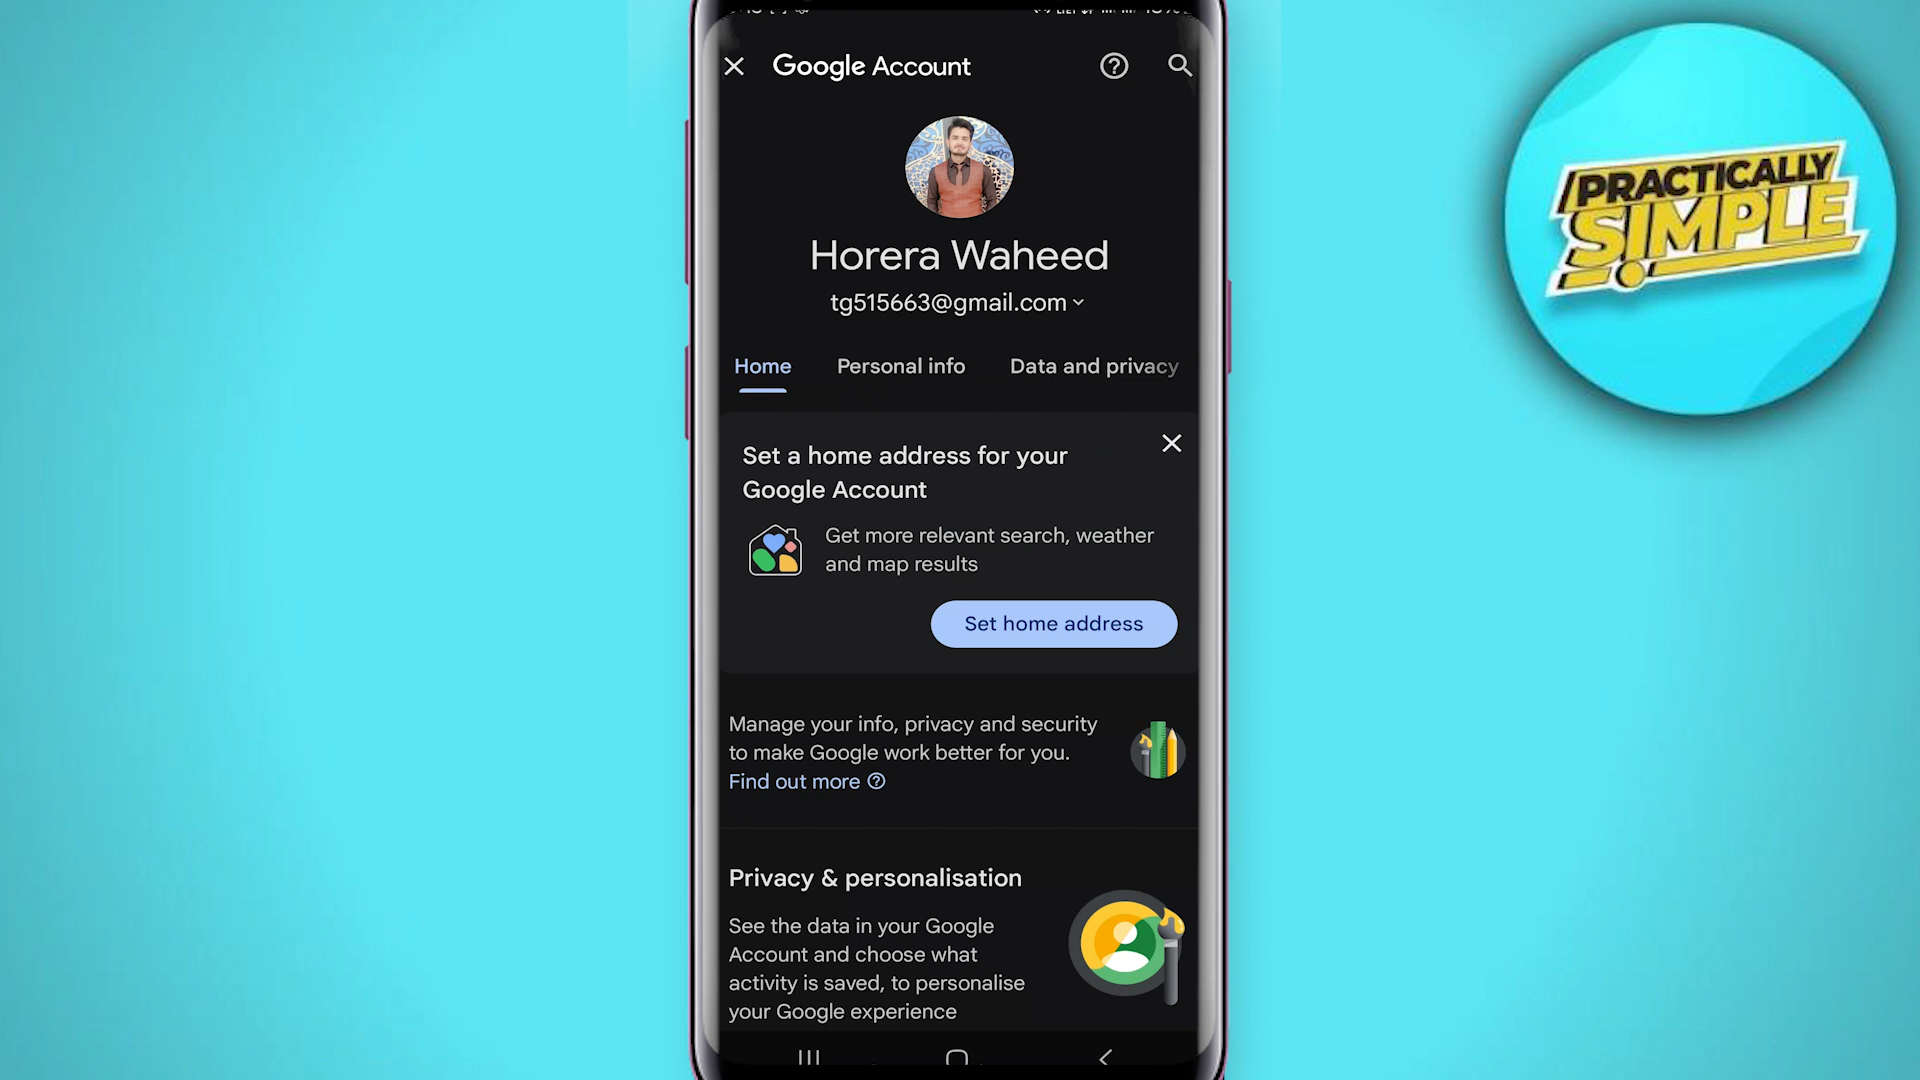 Google Account
Horera Waheed
tg515663@gmail.com
Home Personal info Data and privacy
Set a home address for your
Google Account
Get more relevant search, weather
and map results
Set home address
Manage your info, privacy and security
to make Google work better for you.
Find out more
Privacy & personalisation
See the data in your Google
Account and choose what
activity is saved, to personalise
your Google experience
PRACTICALLY
SIMPLE